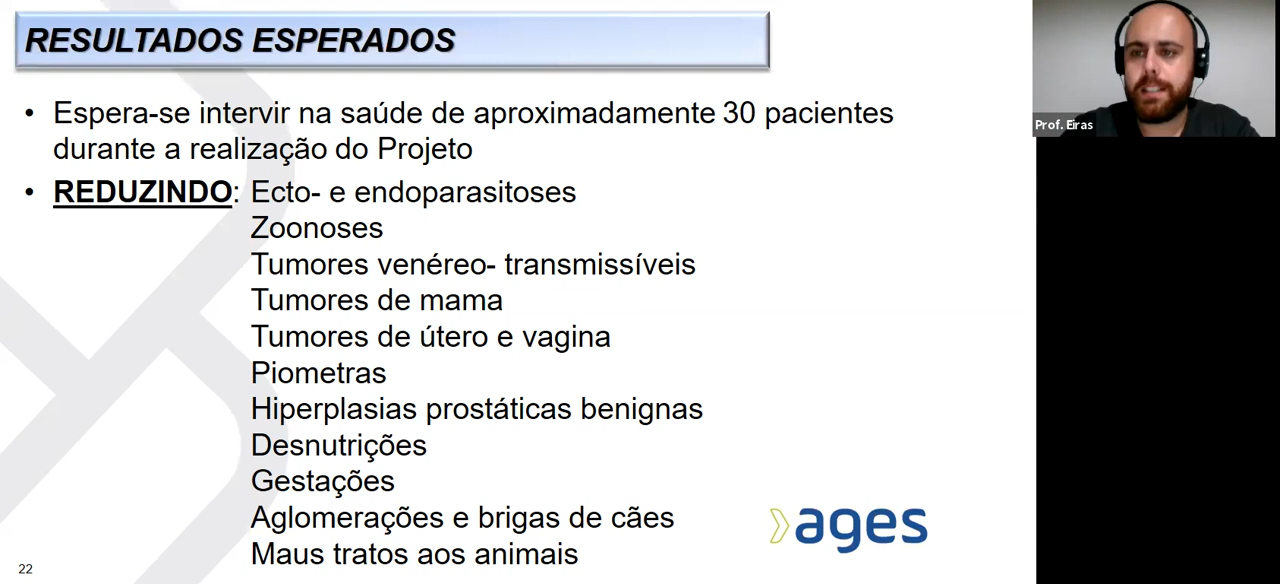 RESULTADOS ESPERADOS
• Espera-se intervir na saúde de aproximadamente 30 pacientes
durante a realização do Projeto
• REDUZINDO: Ecto- e endoparasitoses
Zoonoses
Tumores venéreo- transmissíveis
Tumores de mama
Tumores de útero e vagina
Piometras
Hiperplasias prostáticas benignas
Desnutrições
Gestações
Aglomerações e brigas de cães
Maus tratos aos animais
ages
22
Prof. Eiras